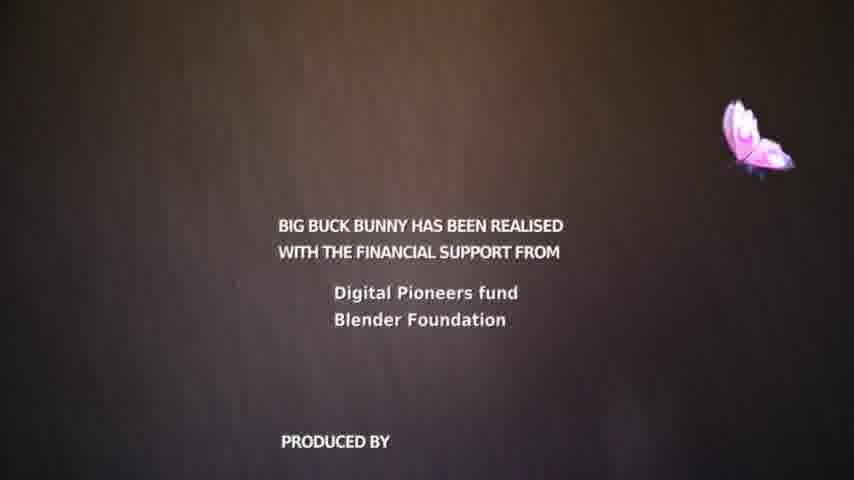 BIG BUCK BUNNY HAS BEEN REALISED
WITH THE FINANCIAL SUPPORT FROM
Digital Pioneers fund
Blender Foundation
PRODUCED BY